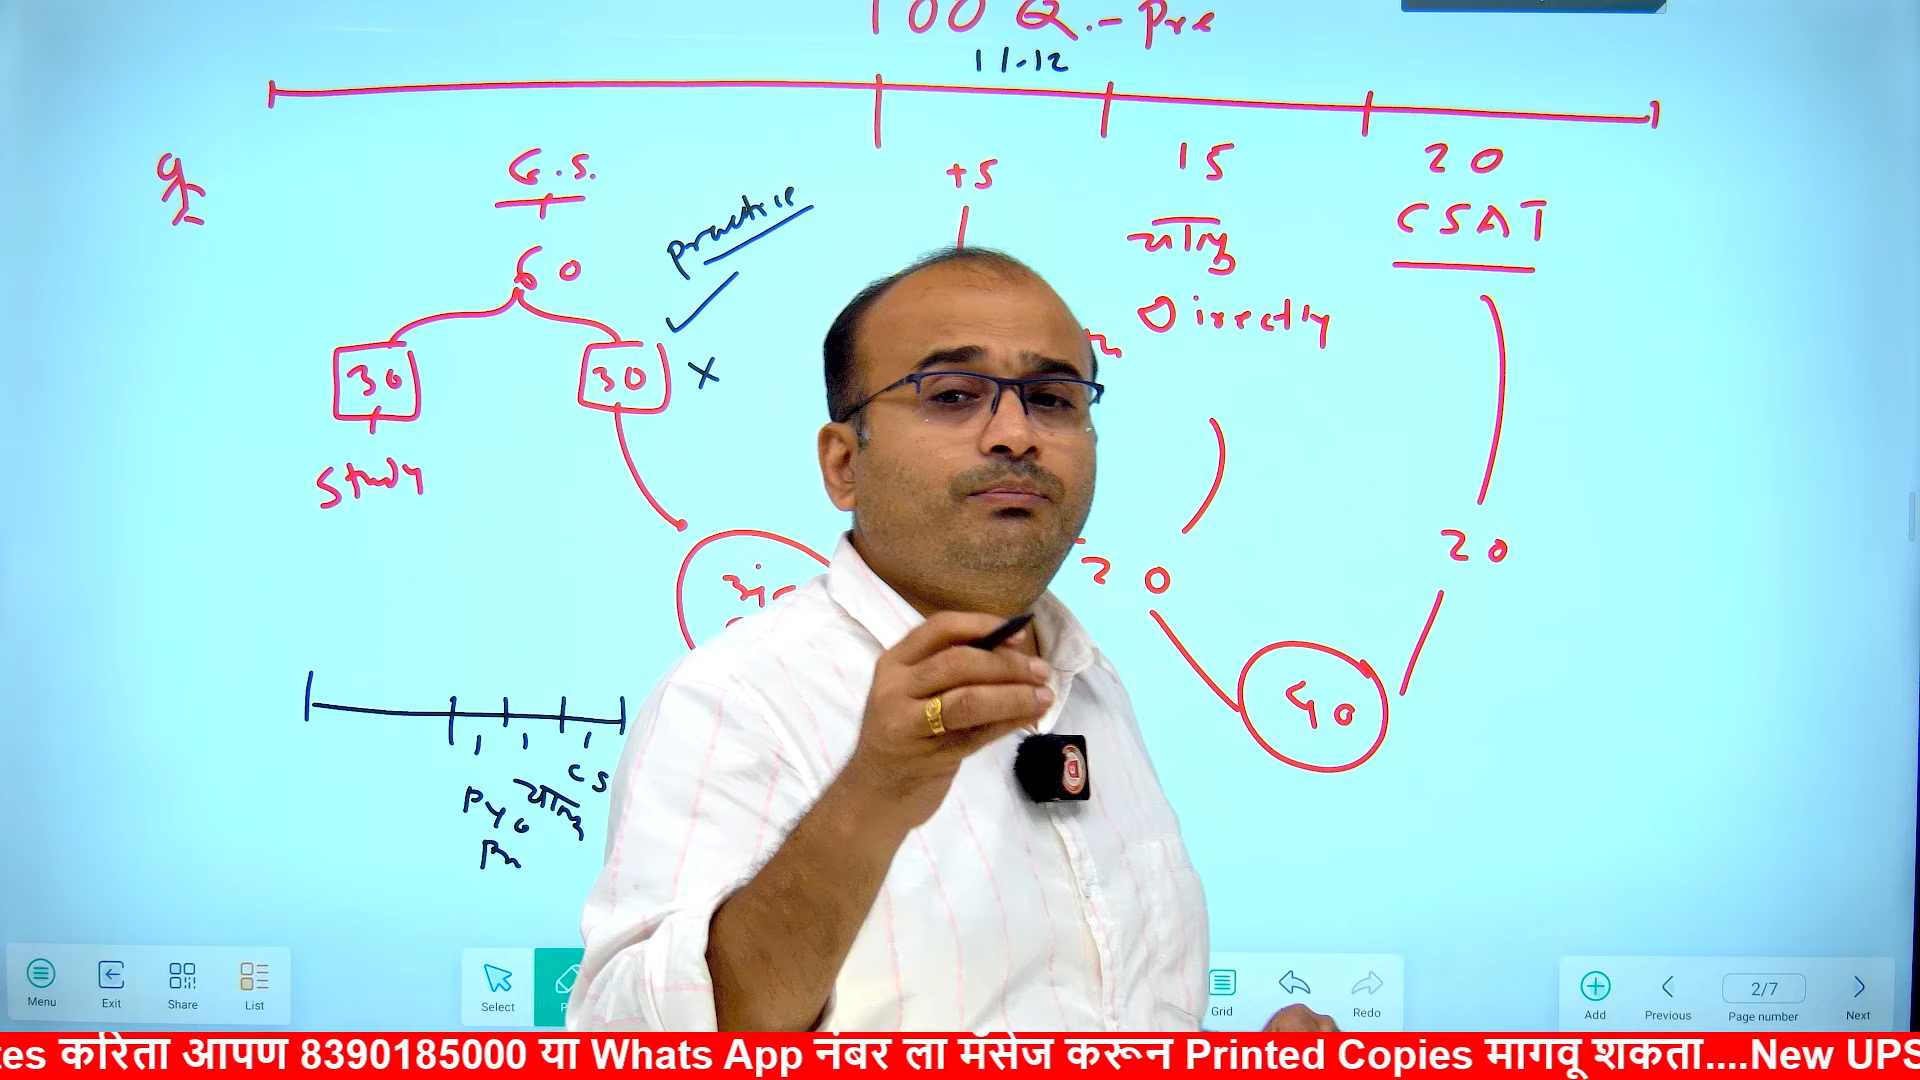 100 Q.- Pre
11-12
G.S.
+5
15
20
practice
चालू
CSAT
60
Directly
30
30
x
Study
20
20
40
CS
PYQ
चालू
Menu
Exit
Share
List
Select
Grid
Redo
Add
Previous
2/7
Page number
Next
tes करिता आपण 8390185000 या Whats App नंबर ला मॅसेज करून Printed Copies मागवू शकता....New UPS